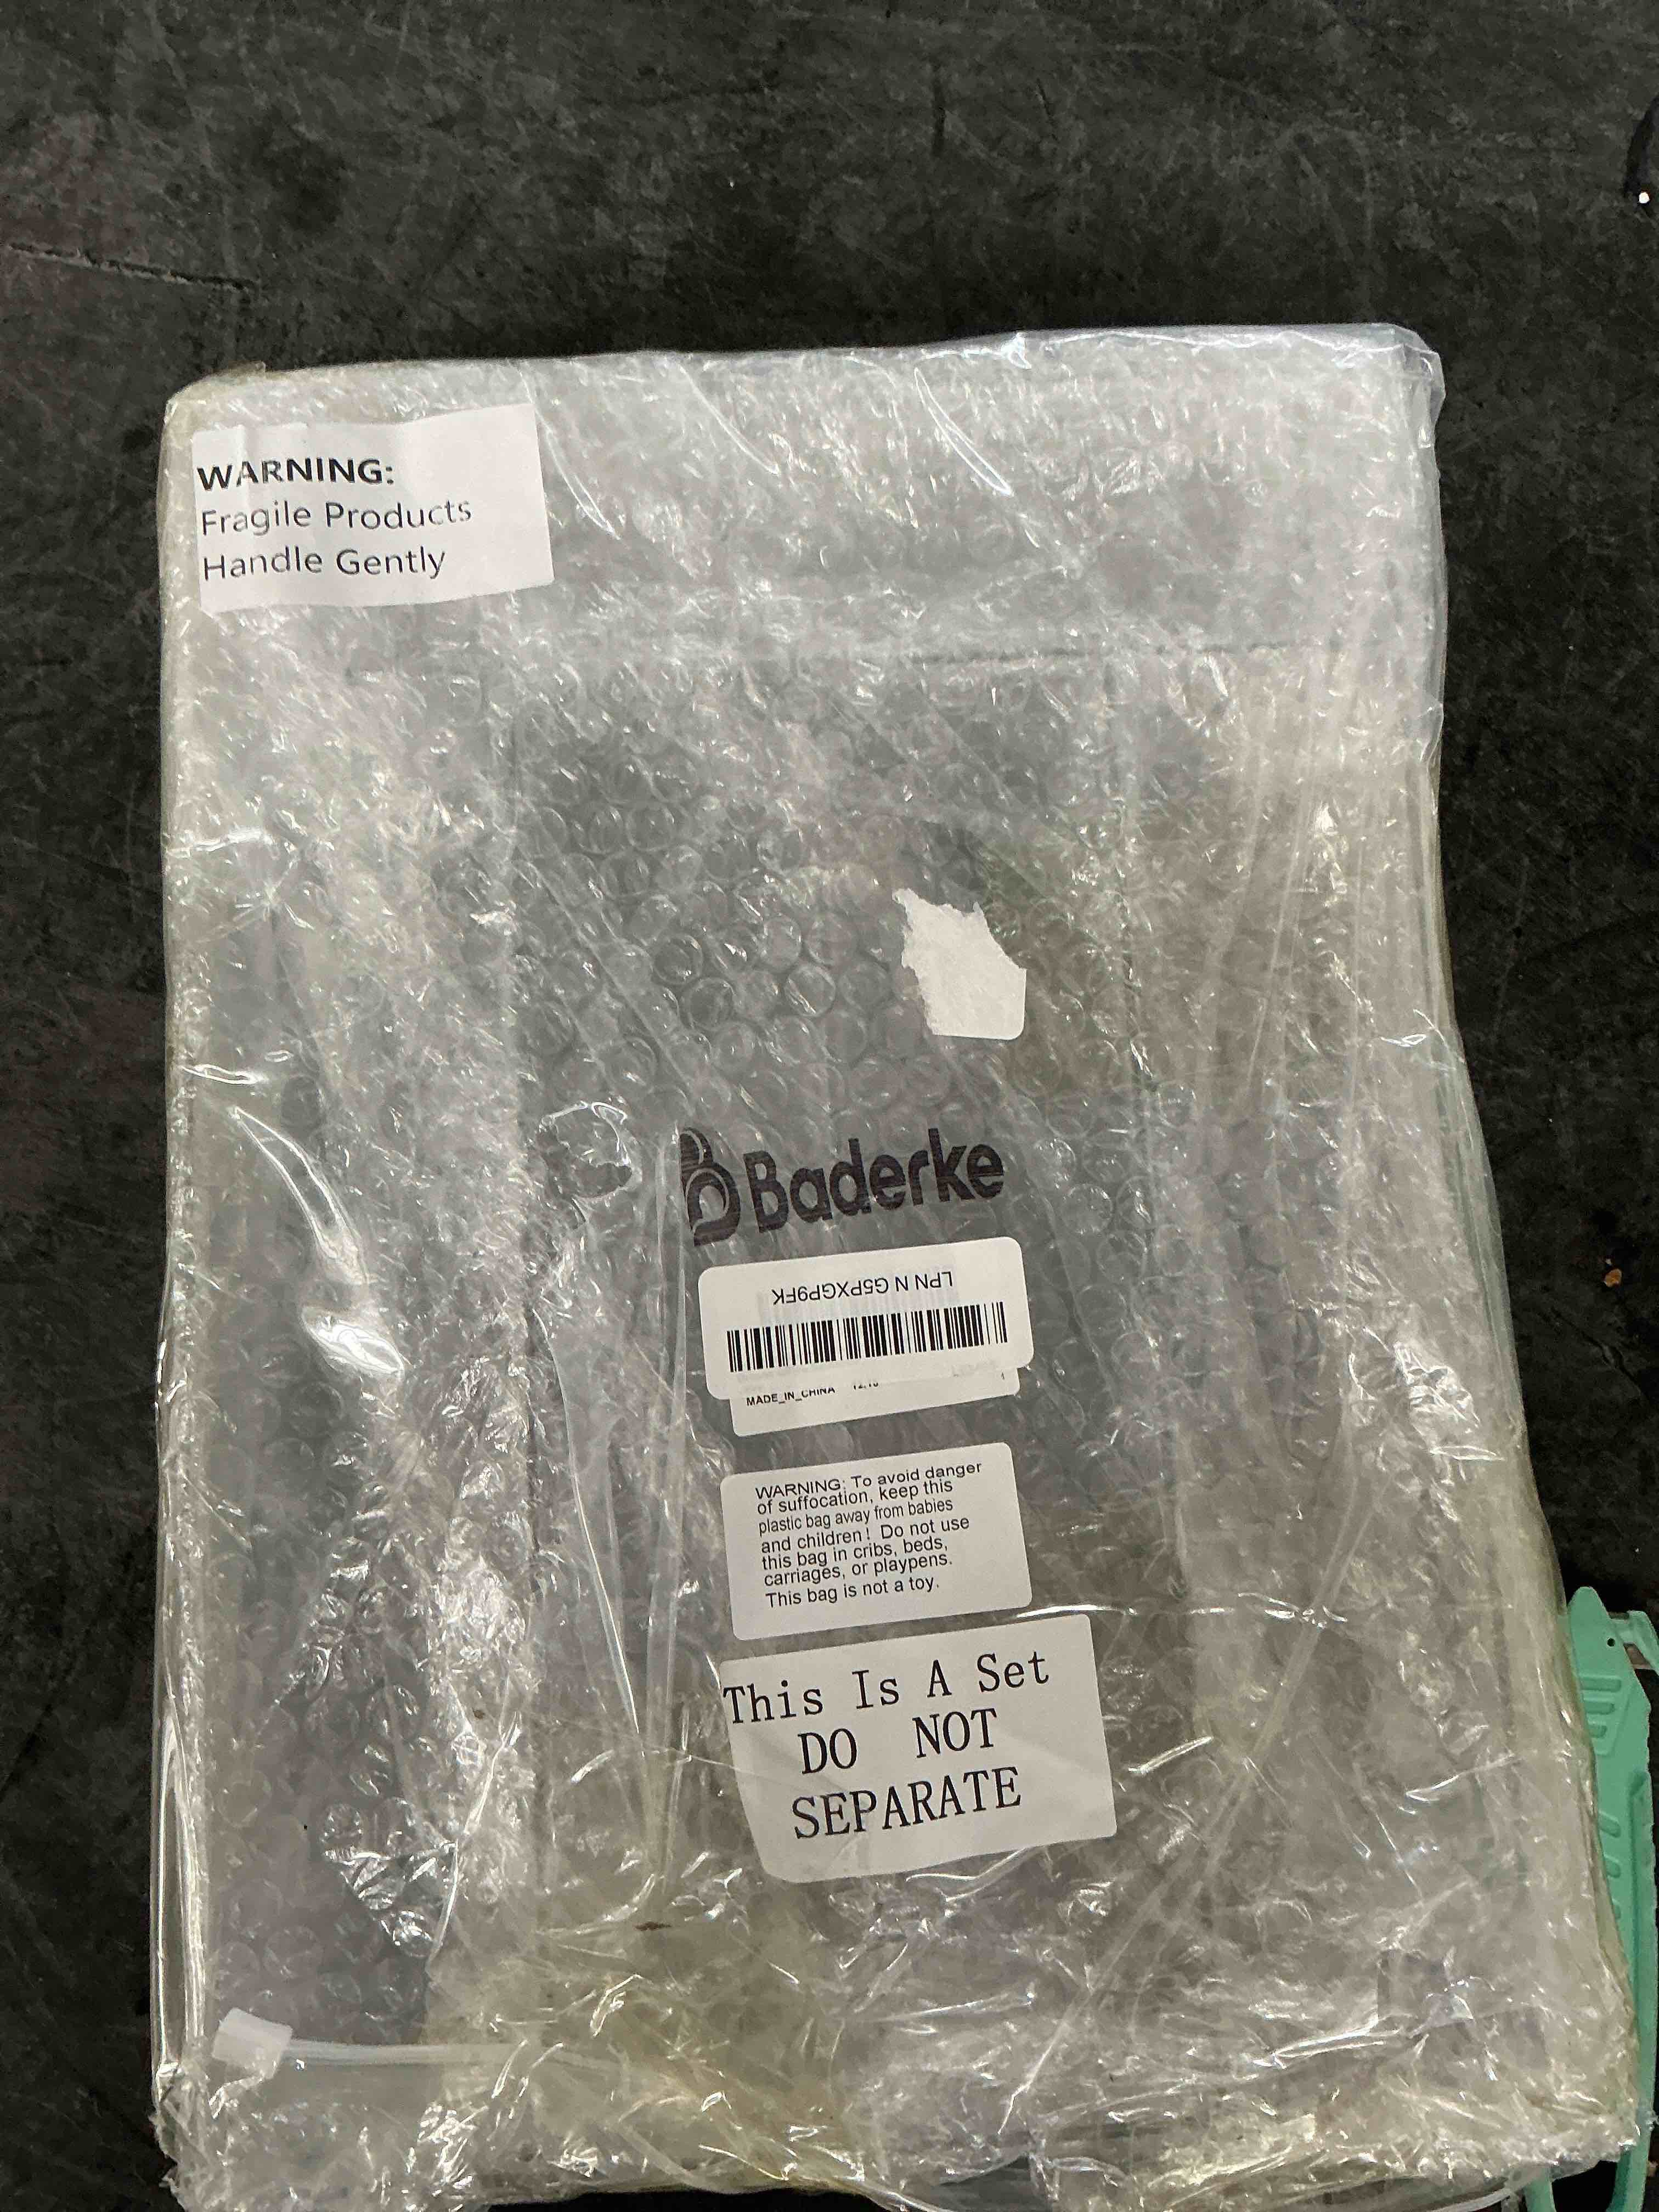 WARNING:
Fragile Products
Handle Gently
Baderke
LPN N G5PXGP9FK
MADE_IN_CHINA
1
WARNING: To avoid danger
of suffocation, keep this
plastic bag away from babies
and children! Do not use
this bag in cribs, beds,
carriages, or playpens.
This bag is not a toy.
This Is A Set
DO NOT
SEPARATE